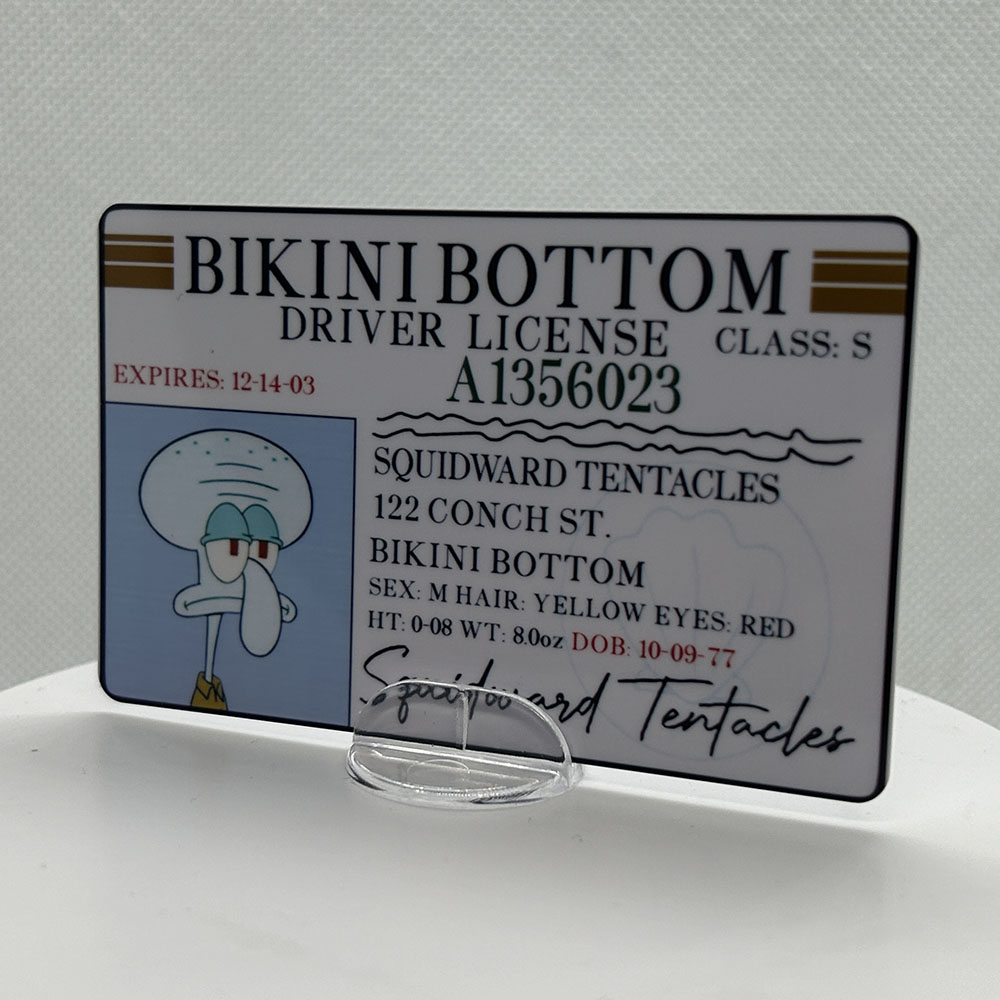 BIKINI BOTTOM
DRIVER LICENSE CLASS: S
EXPIRES: 12-14-03 A1356023
SQUIDWARD TENTACLES
122 CONCH ST.
BIKINI BOTTOM
SEX: M HAIR: YELLOW EYES: RED
HT: 0-08 WT: 8.0oz DOB: 10-09-77
Squidward Tentacles